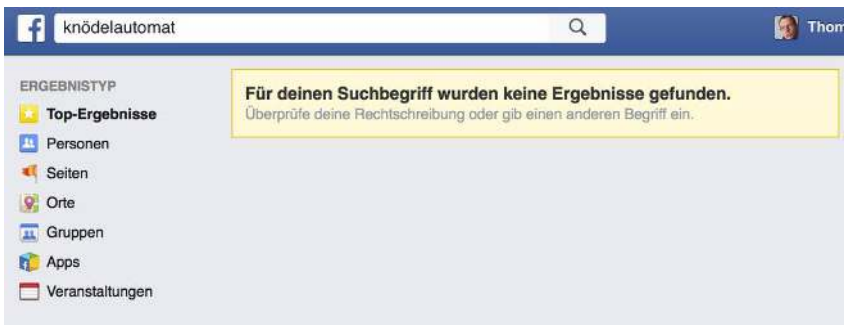 knödelautomat
Thom
ERGEBNISTYP
Top-Ergebnisse
Personen
Seiten
Orte
Gruppen
Apps
Veranstaltungen
Für deinen Suchbegriff wurden keine Ergebnisse gefunden.
Überprüfe deine Rechtschreibung oder gib einen anderen Begriff ein.